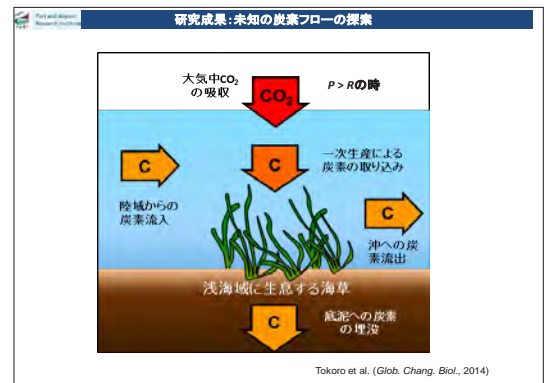 Port and Airport
Research Institute
研究成果：未知の炭素フローの探索
大気中CO₂
の吸収
CO₂
P > Rの時
C
C
一次生産による
炭素の取り込み
陸域からの
炭素流入
C
沖への炭
素流出
浅海域に生息する海草
C
底泥への炭素
の埋没
Tokoro et al. (Glob. Chang. Biol., 2014)